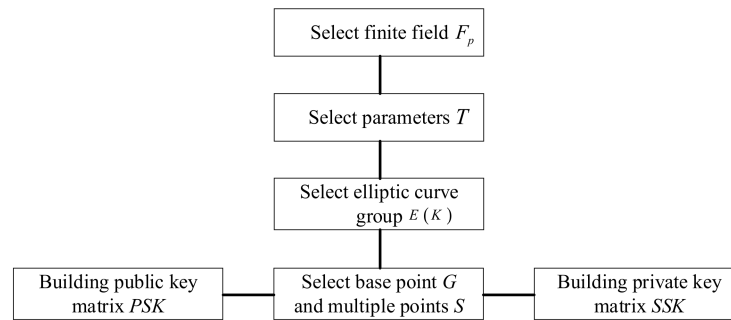 Select finite field F_p
Select parameters T
Select elliptic curve
group E(K)
Building public key
matrix PSK
Select base point G
and multiple points S
Building private key
matrix SSK